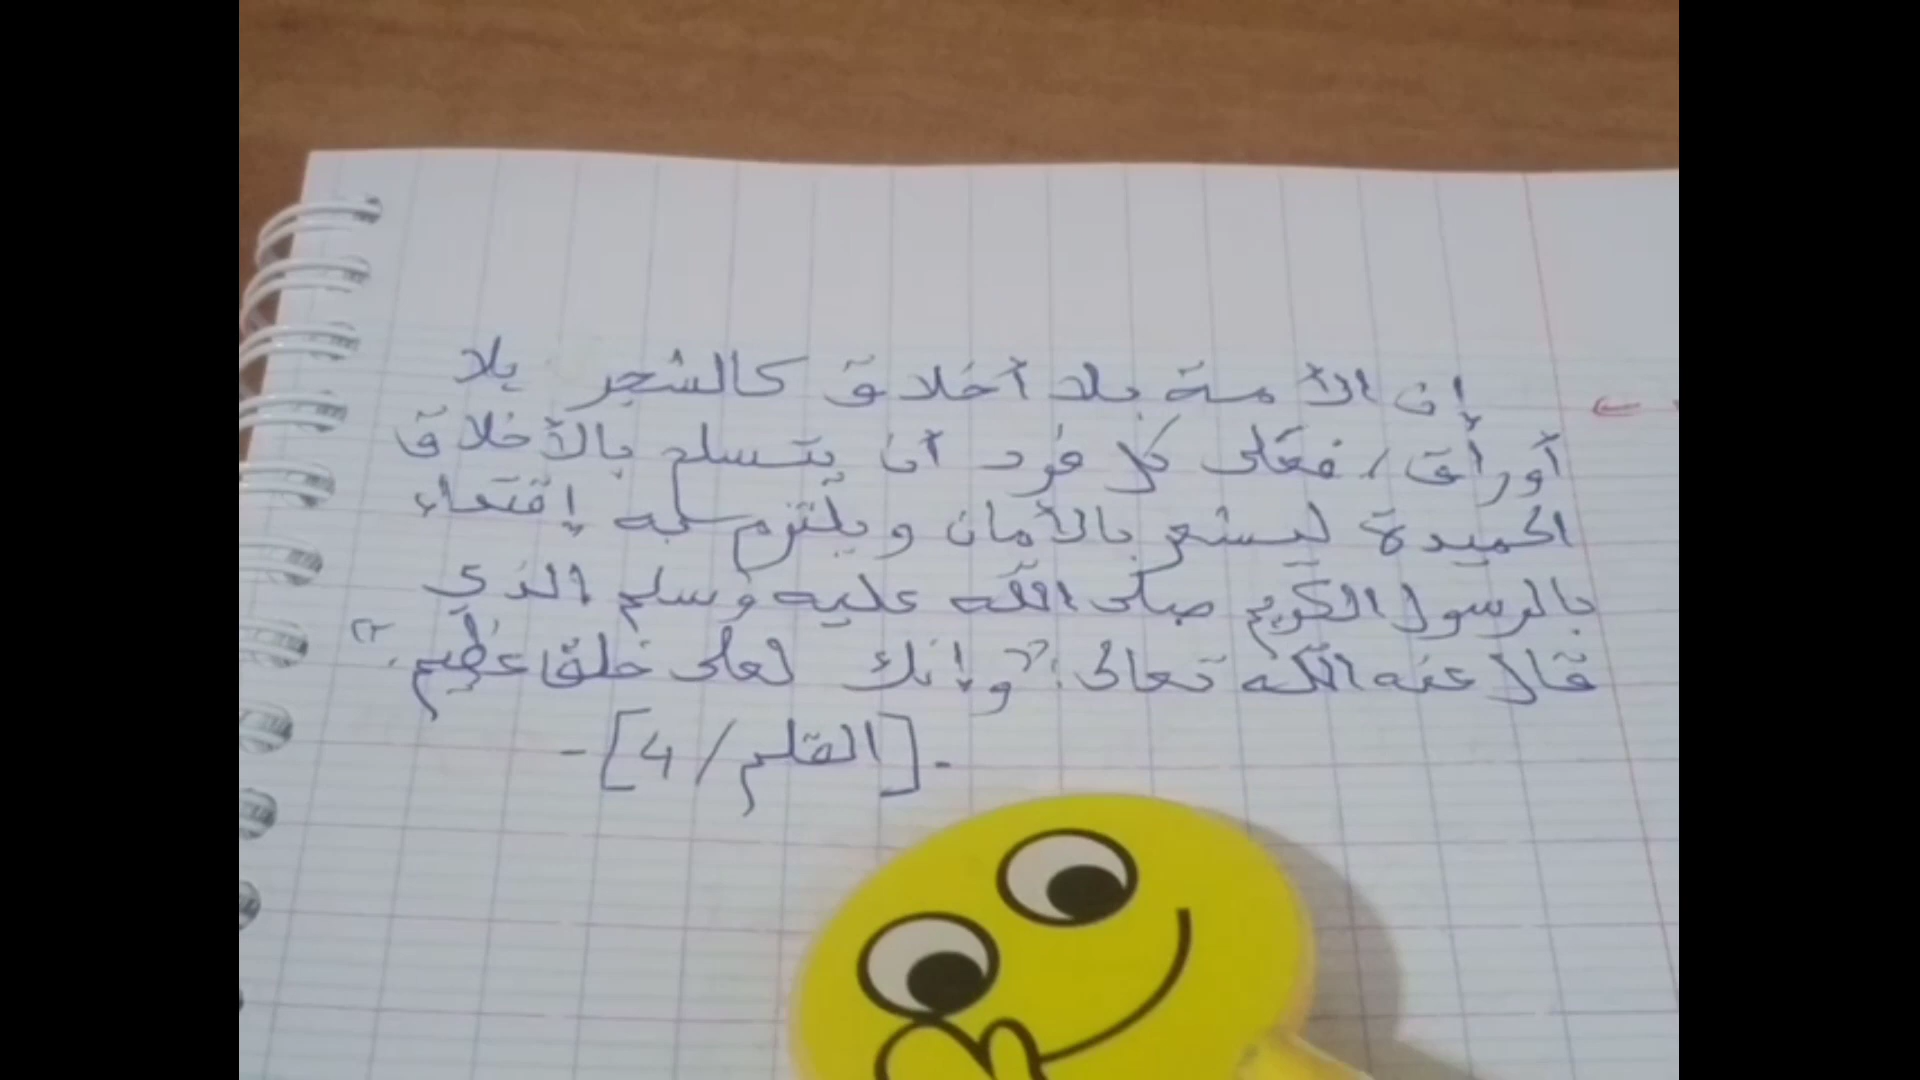 إن الأمة بلا أخلاق كالشجر بلا
أوراق، فعلى كل فرد أن يتسلح بالأخلاق
الحميدة ليشعر بالأمان ويلتزم به إقتداء
بالرسول الكريم صلى الله عليه وسلم الذي
قال عنه الله تعالى: "وإنك لعلى خلق عظيم".
-[القلم/4]-